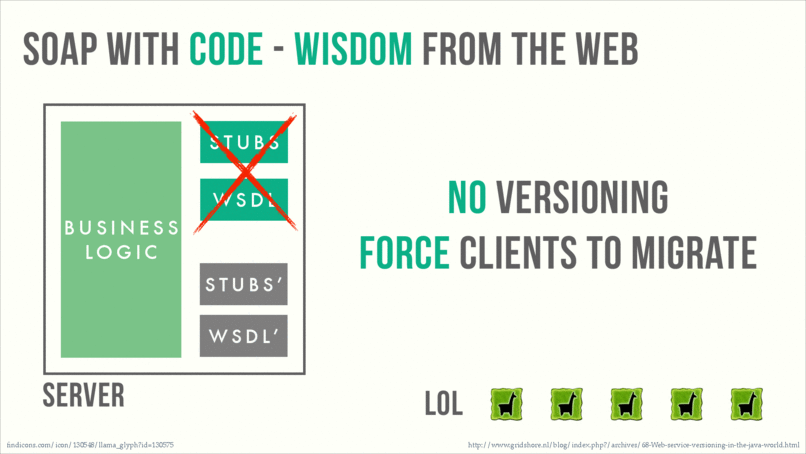 SOAP WITH CODE - WISDOM FROM THE WEB
STUBS
WSDL
BUSINESS
LOGIC
STUBS'
WSDL'
SERVER
NO VERSIONING
FORCE CLIENTS TO MIGRATE
LOL
findicons.com/icon/130548/llama_glyph?id=130575
http://www.gridshore.nl/blog/index.php?/archives/68-Web-service-versioning-in-the-java-world.html